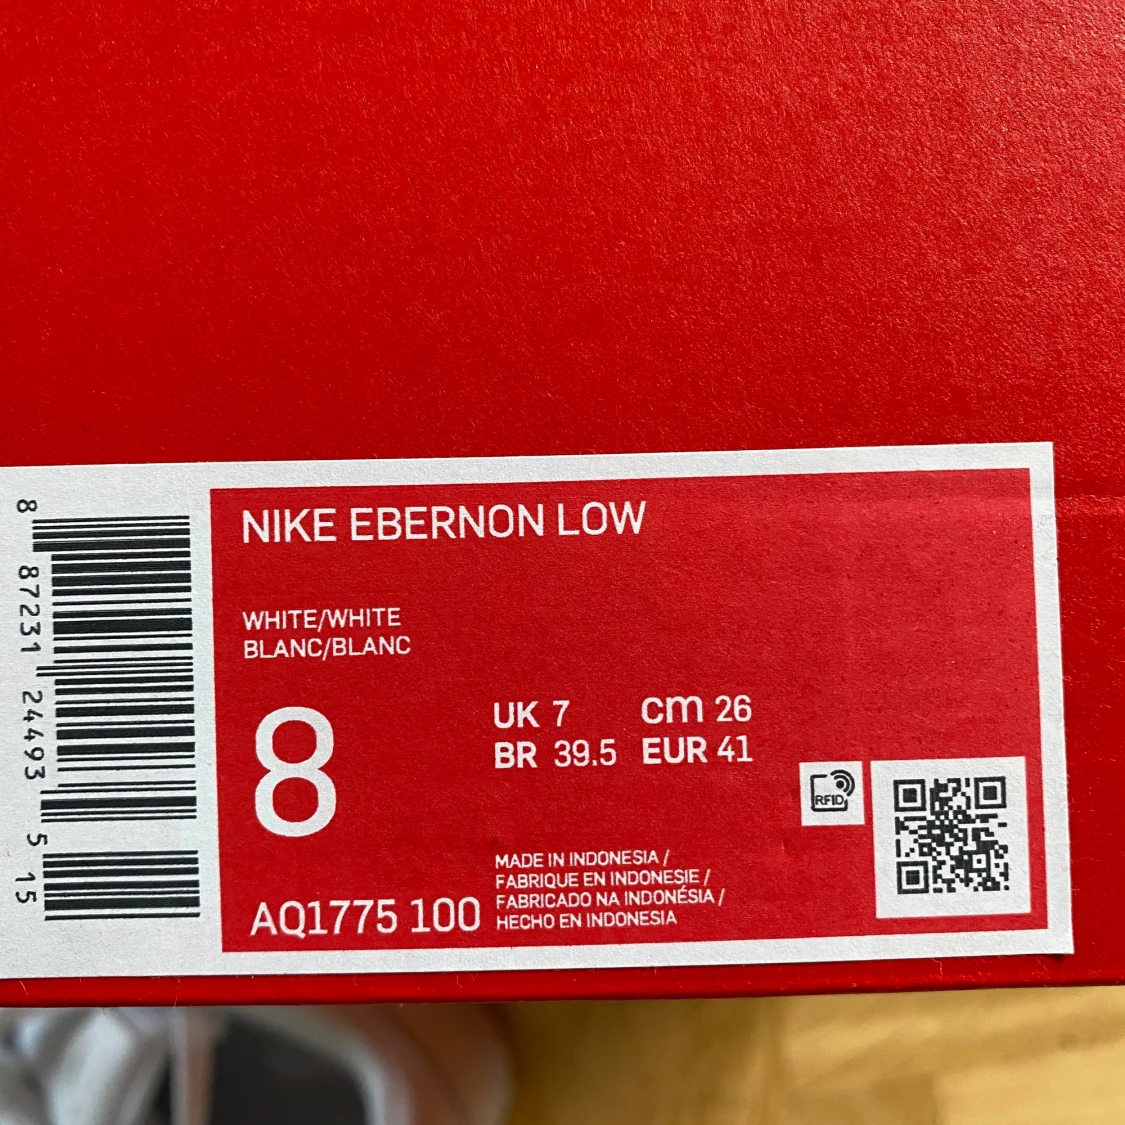 NIKE EBERNON LOW
WHITE/WHITE
BLANC/BLANC
8
UK 7 cm 26
BR 39.5 EUR 41
RFID
MADE IN INDONESIA /
FABRIQUE EN INDONESIE /
FABRICADO NA INDONÉSIA /
HECHO EN INDONESIA
AQ1775 100
8 87231 24493 5 15